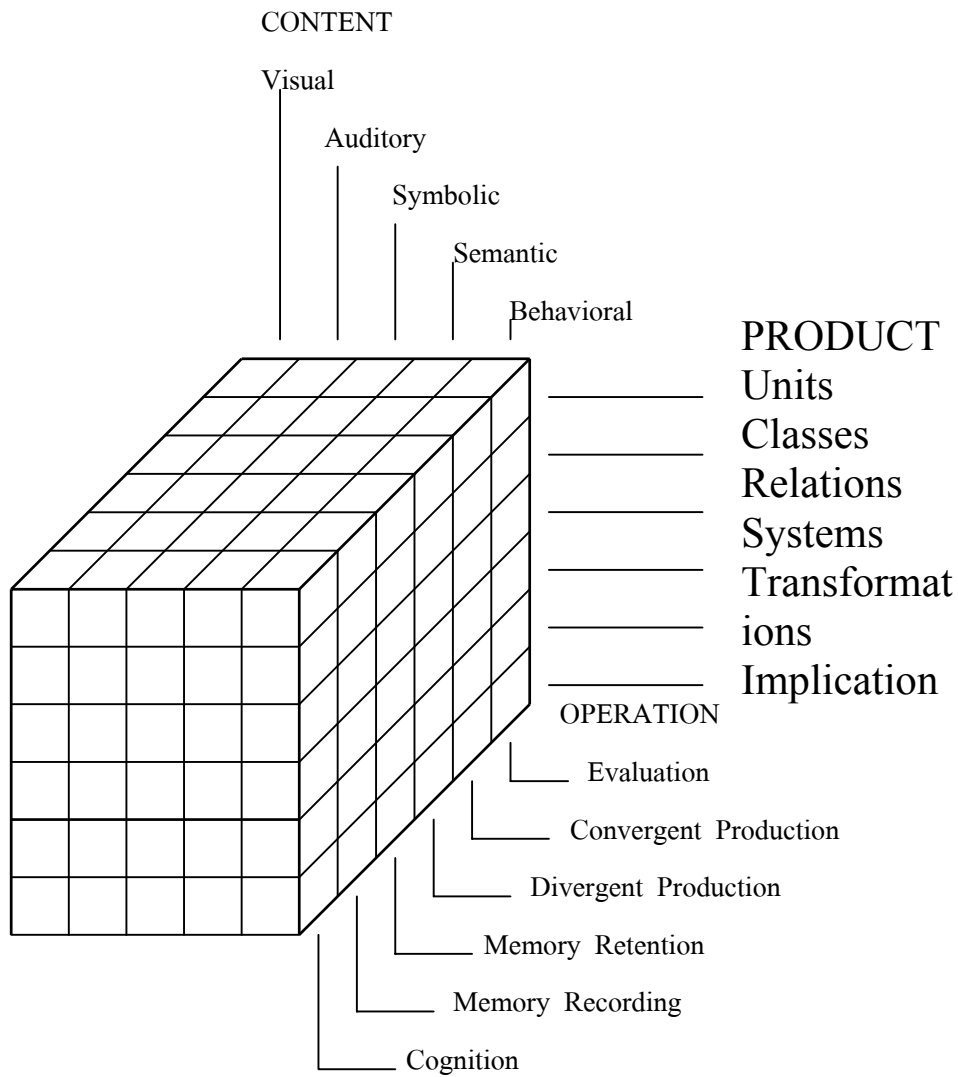 CONTENT
Visual
Auditory
Symbolic
Semantic
Behavioral
PRODUCT
Units
Classes
Relations
Systems
Transformat
ions
Implication
OPERATION
Evaluation
Convergent Production
Divergent Production
Memory Retention
Memory Recording
Cognition